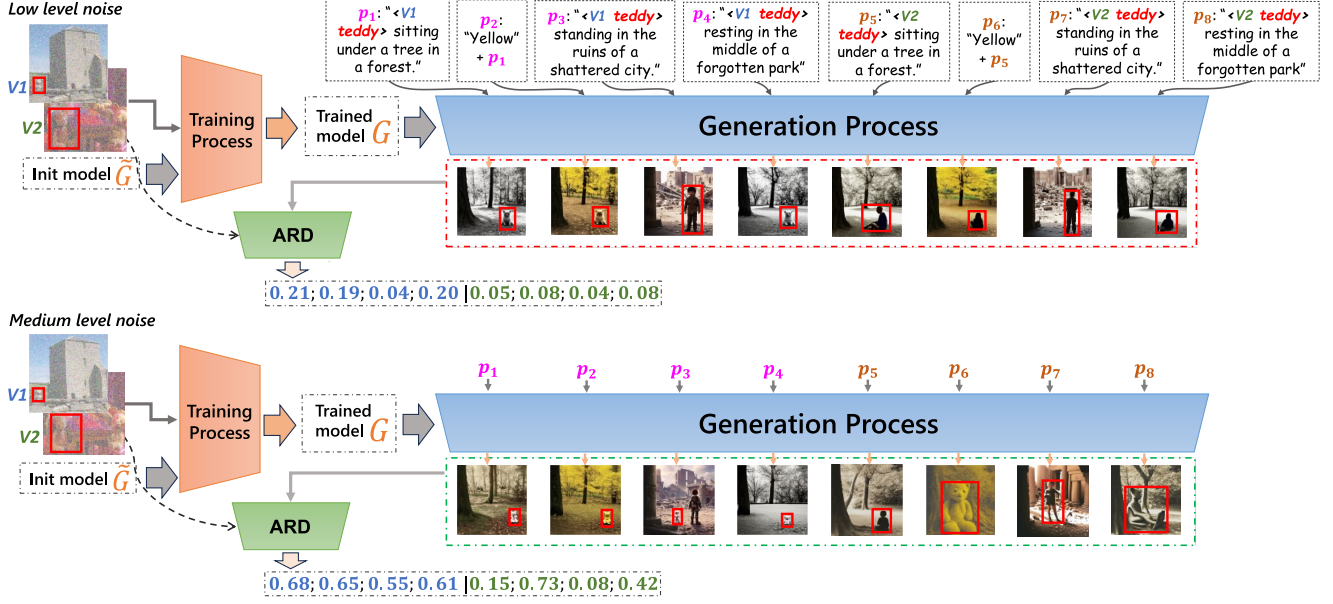 Low level noise
V1
V2
Init model G̃
Training
Process
Trained
model G
p1: "<V1
teddy> sitting
under a tree in
a forest."
p2:
"Yellow"
+ p1
p3: "<V1 teddy>
standing in the
ruins of a
shattered city."
p4: "<V1 teddy>
resting in the
middle of a
forgotten park"
p5: "<V2
teddy> sitting
under a tree in
a forest."
p6:
"Yellow"
+ p5
p7: "<V2 teddy>
standing in the
ruins of a
shattered city."
p8: "<V2 teddy>
resting in the
middle of a
forgotten park"
Generation Process
ARD
0.21; 0.19; 0.04; 0.20 | 0.05; 0.08; 0.04; 0.08
Medium level noise
V1
V2
Init model G̃
Training
Process
Trained
model G
p1 p2 p3 p4 p5 p6 p7 p8
Generation Process
ARD
0.68; 0.65; 0.55; 0.61 | 0.15; 0.73; 0.08; 0.42